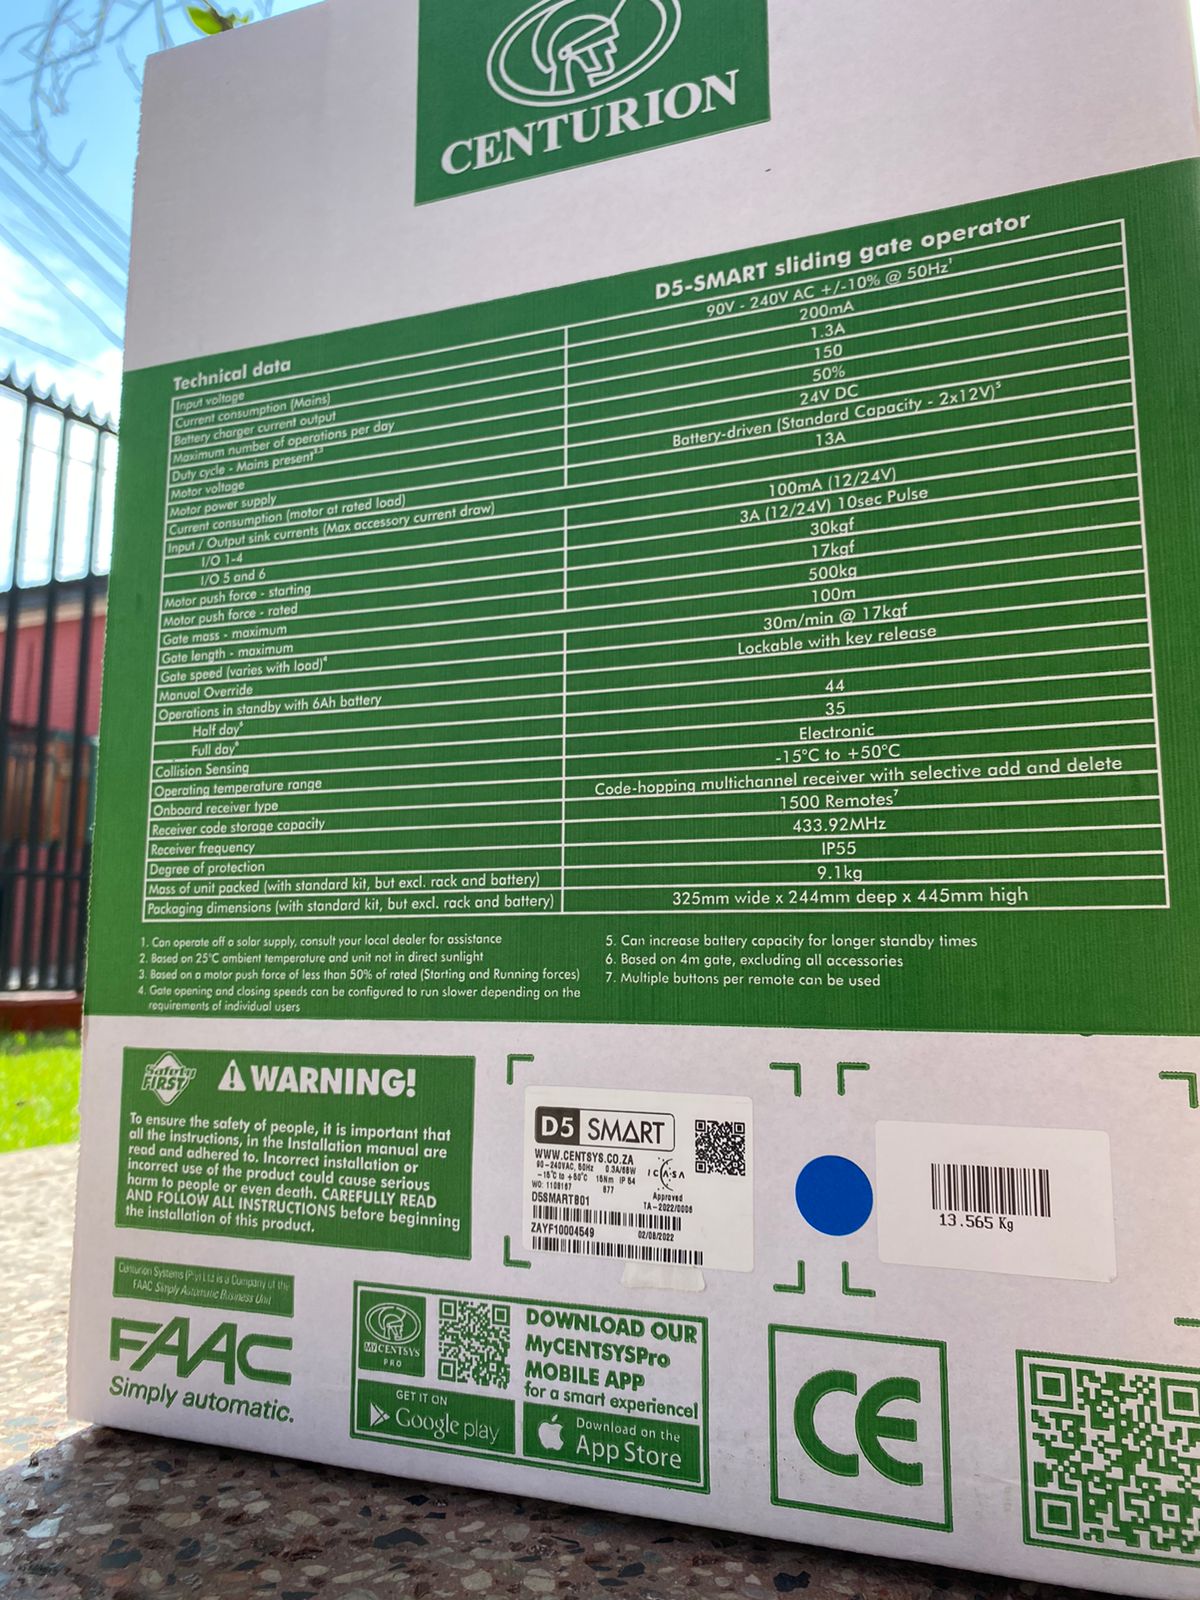 CENTURION
D5-SMART sliding gate operator
Technical data
Input voltage 90V - 240V AC +/-10% @ 50Hz¹
Current consumption (Mains) 200mA
Battery charger current output 1.3A
Maximum number of operations per day 150
Duty cycle - Mains present²,³ 50%
Motor voltage 24V DC
Motor power supply Battery-driven (Standard Capacity - 2x12V)⁵
Current consumption (motor at rated load) 13A
Input / Output sink currents (Max accessory current draw)
I/O 1-4 100mA (12/24V)
I/O 5 and 6 3A (12/24V) 10sec Pulse
Motor push force - starting 30kgf
Motor push force - rated 17kgf
Gate mass - maximum 500kg
Gate length - maximum 100m
Gate speed (varies with load)⁴ 30m/min @ 17kgf
Manual Override Lockable with key release
Operations in standby with 6Ah battery
Half day⁶ 44
Full day⁶ 35
Collision Sensing Electronic
Operating temperature range -15°C to +50°C
Onboard receiver type Code-hopping multichannel receiver with selective add and delete
Receiver code storage capacity 1500 Remotes⁷
Receiver frequency 433.92MHz
Degree of protection IP55
Mass of unit packed (with standard kit, but excl. rack and battery) 9.1kg
Packaging dimensions (with standard kit, but excl. rack and battery) 325mm wide x 244mm deep x 445mm high
1. Can operate off a solar supply, consult your local dealer for assistance
2. Based on 25°C ambient temperature and unit not in direct sunlight
3. Based on a motor push force of less than 50% of rated (Starting and Running forces)
4. Gate opening and closing speeds can be configured to run slower depending on the
requirements of individual users
5. Can increase battery capacity for longer standby times
6. Based on 4m gate, excluding all accessories
7. Multiple buttons per remote can be used
Safety
FIRST
WARNING!
To ensure the safety of people, it is important that
all the instructions, in the Installation manual are
read and adhered to. Incorrect installation or
incorrect use of the product could cause serious
harm to people or even death. CAREFULLY READ
AND FOLLOW ALL INSTRUCTIONS before beginning
the installation of this product.
D5 SMART
WWW.CENTSYS.CO.ZA
90-240VAC, 50Hz 0.3A/68W
-15°C to +50°C 15Nm IP 54
WO: 1108167 877
ICASA
Approved
TA-2022/0006
D5SMARTB01
ZAYF10004549 02/08/2022
13.565 Kg
Centurion Systems (Pty) Ltd is a Company of the
FAAC Simply Automatic Business Unit
FAAC
Simply automatic.
MyCENTSYS
PRO
DOWNLOAD OUR
MyCENTSYSPro
MOBILE APP
for a smart experience!
GET IT ON
Google play
Download on the
App Store
CE